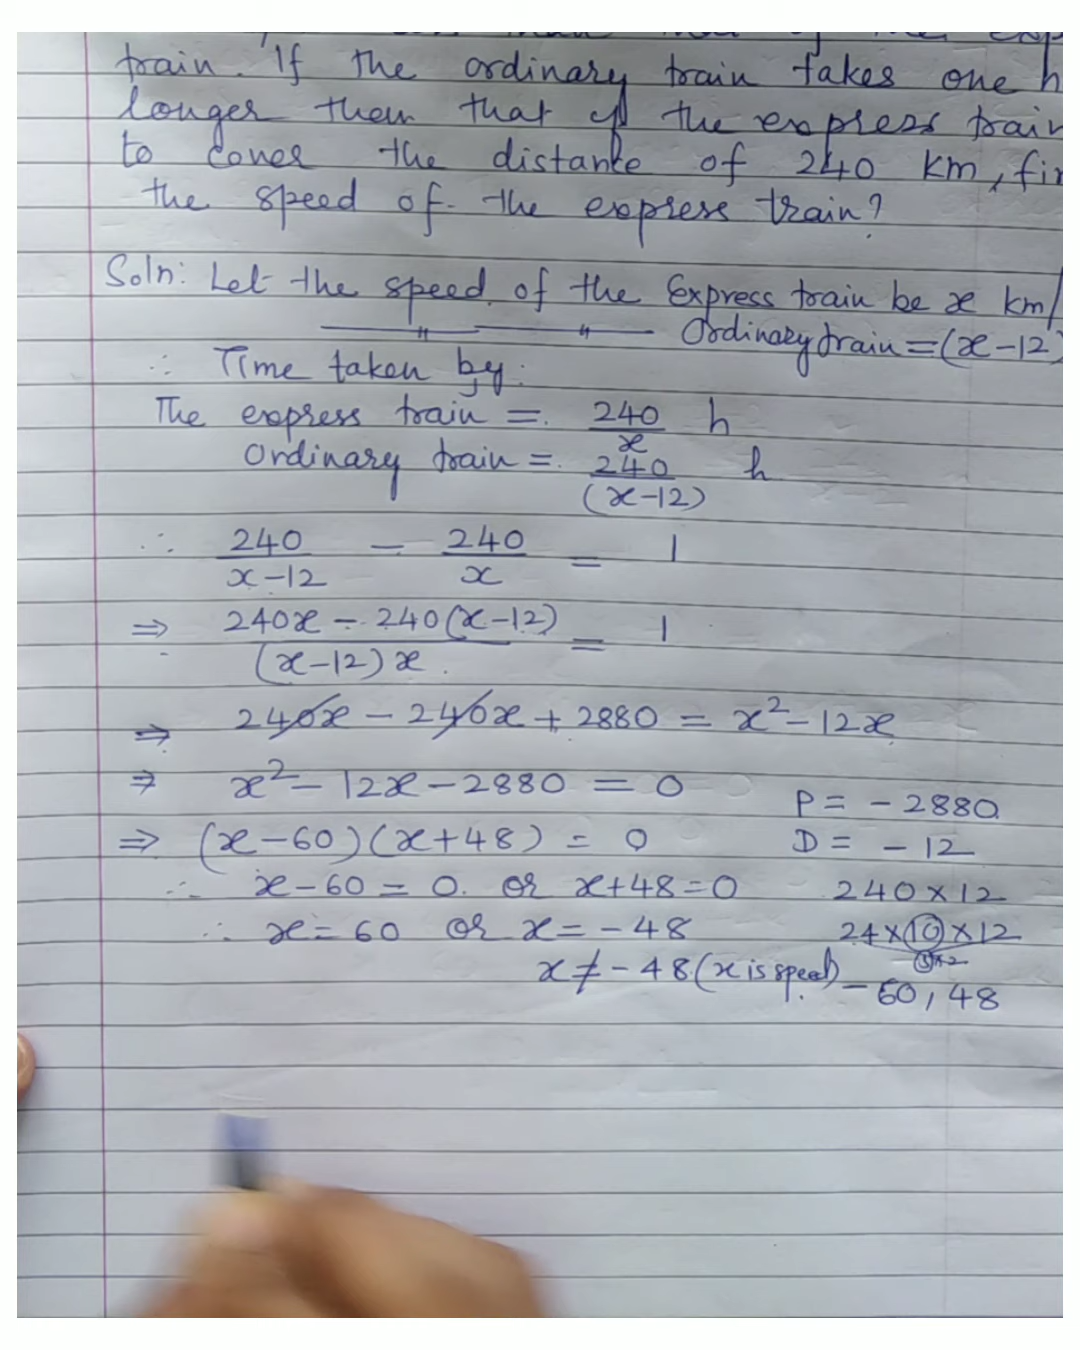 train. If the ordinary train takes one h
longer them that of the express train
to cover the distante of 240 km, fin
the speed of the express train?
Soln: Let the speed of the Express train be x km/
—〃— —〃— Ordinary train = (x-12)
∴ Time taken by:
The express train = 240/x h
Ordinary train = 240/(x-12) h
∴ 240/x-12 - 240/x = 1
⇒ 240x - 240(x-12)/(x-12)x = 1
⇒ 240x - 240x + 2880 = x² - 12x
⇒ x² - 12x - 2880 = 0
P = - 2880
⇒ (x-60)(x+48) = 0
D = - 12
∴ x-60 = 0 or x+48=0
240 x 12
∴ x = 60 or x = - 48
24 x 10 x 12
x ≠ - 48 (x is speed)
- 60, 48